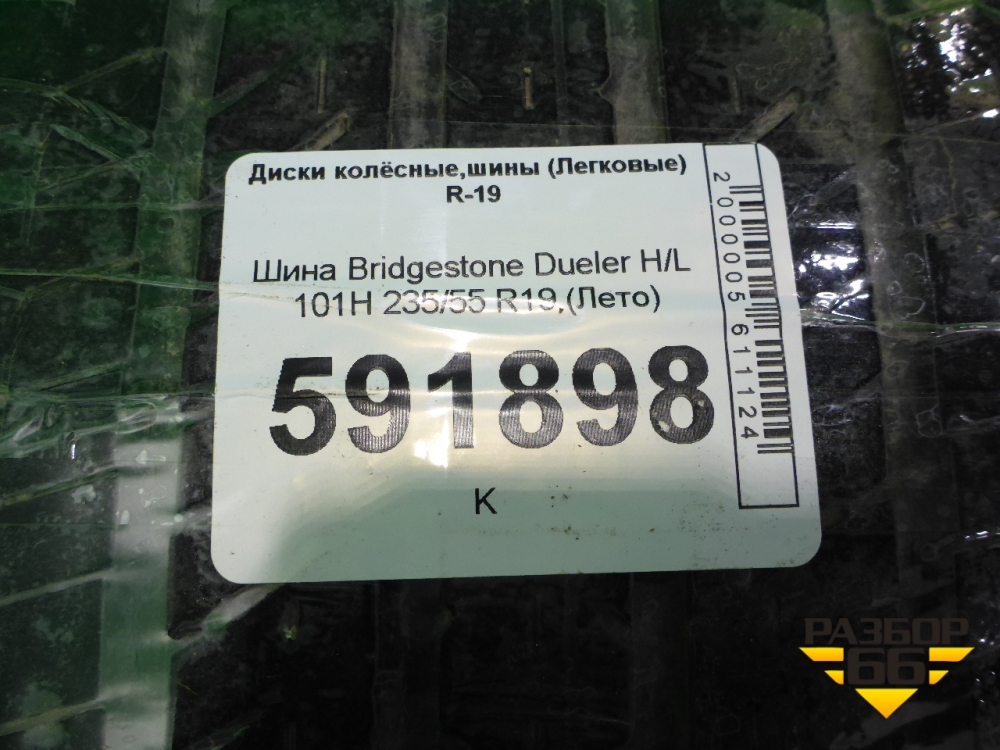 Диски колёсные,шины (Легковые)
R-19
Шина Bridgestone Dueler H/L
101H 235/55 R19,(Лето)
591898
К
2000005611124
РАЗБОР
66